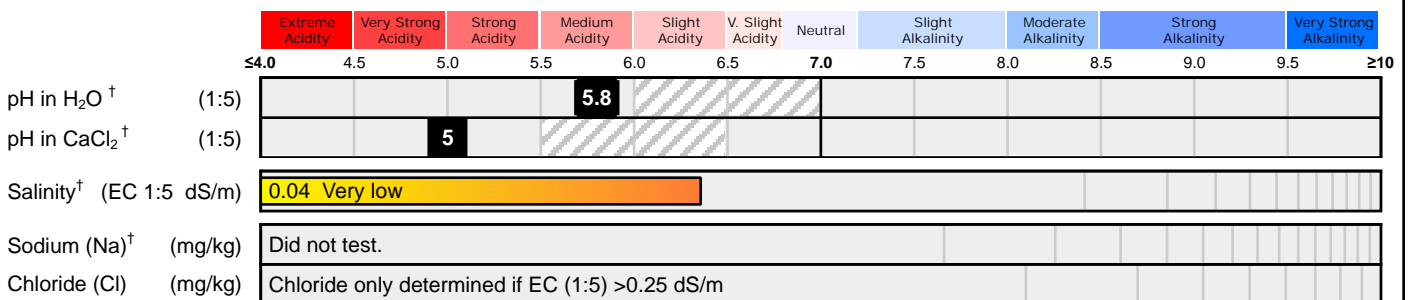 Extreme Acidity Very Strong Acidity Strong Acidity Medium Acidity Slight Acidity V. Slight Acidity Neutral Slight Alkalinity Moderate Alkalinity Strong Alkalinity Very Strong Alkalinity
≤4.0 4.5 5.0 5.5 6.0 6.5 7.0 7.5 8.0 8.5 9.0 9.5 ≥10
pH in H₂O † (1:5) 5.8
pH in CaCl₂† (1:5) 5
Salinity† (EC 1:5 dS/m) 0.04 Very low
Sodium (Na)† (mg/kg) Did not test.
Chloride (Cl) (mg/kg) Chloride only determined if EC (1:5) >0.25 dS/m